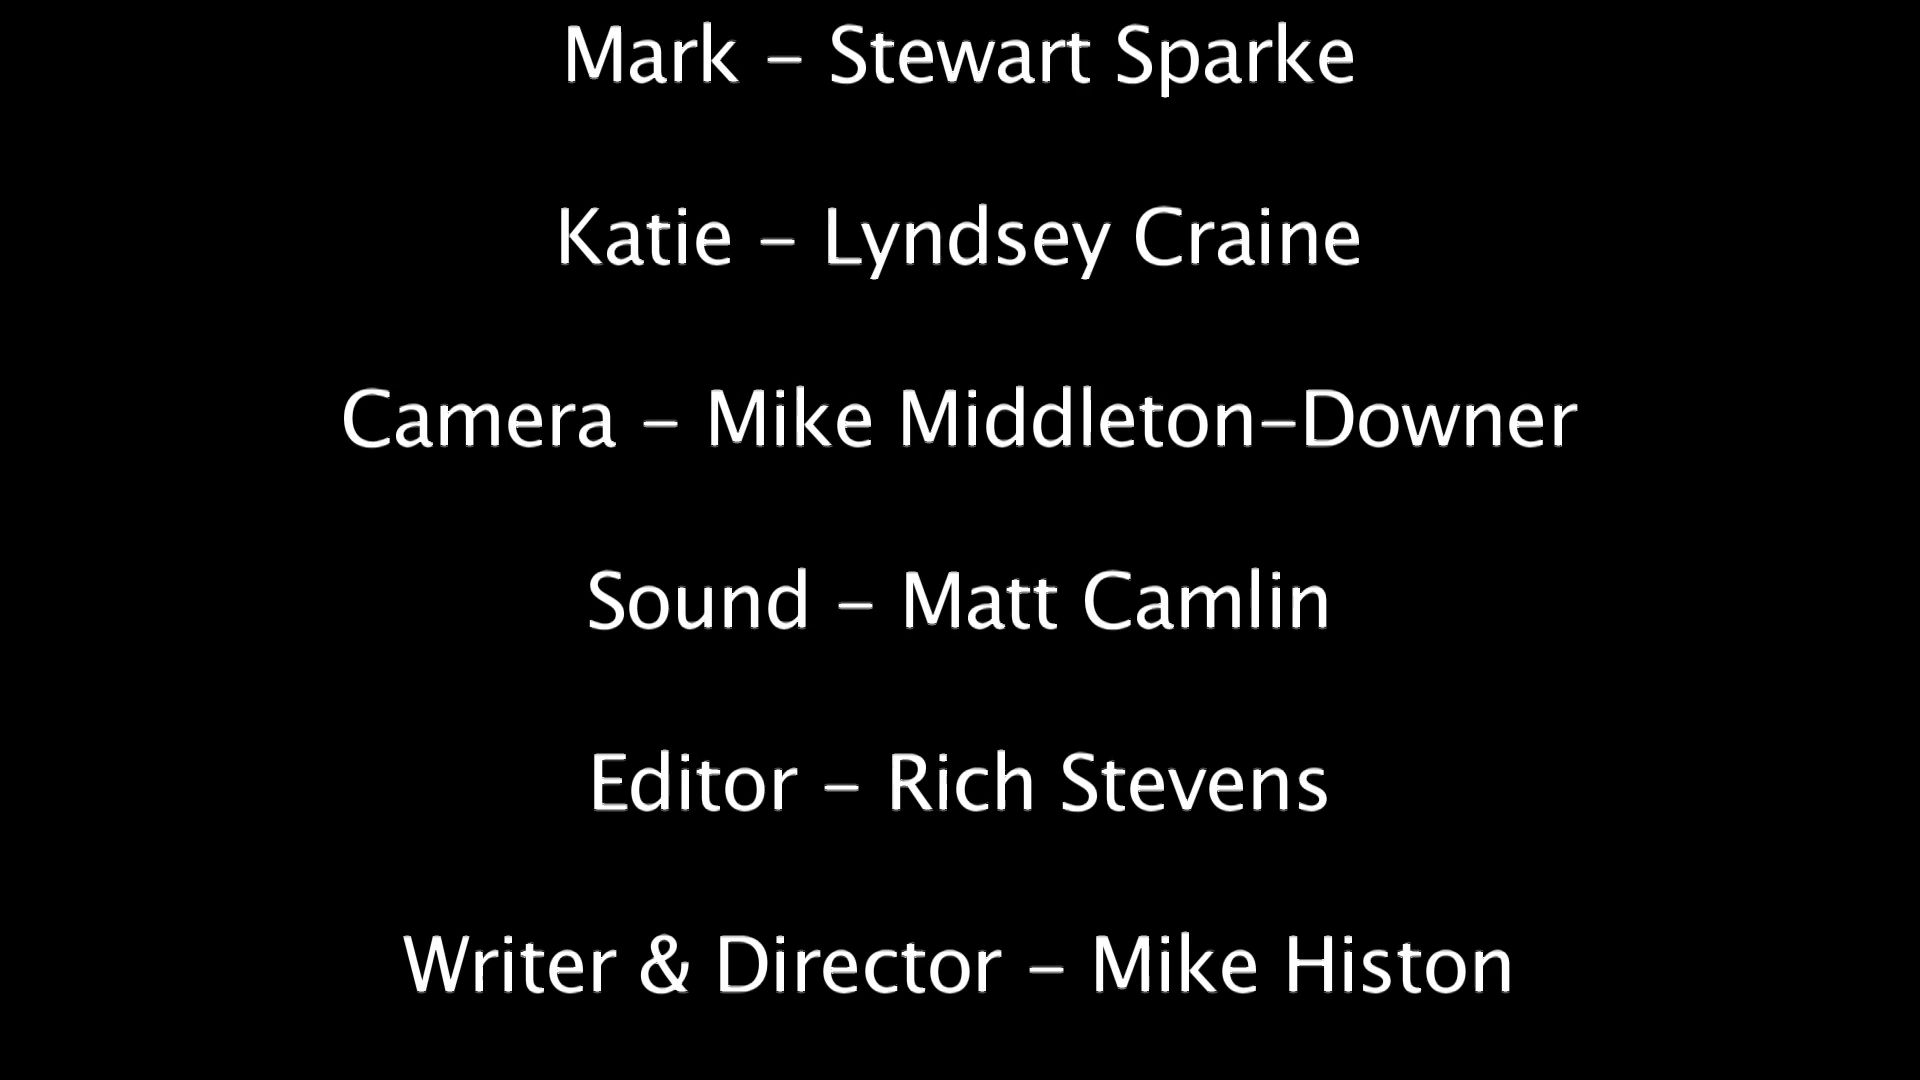 Mark - Stewart Sparke
Katie - Lyndsey Craine
Camera - Mike Middleton-Downer
Sound - Matt Camlin
Editor - Rich Stevens
Writer & Director - Mike Histon